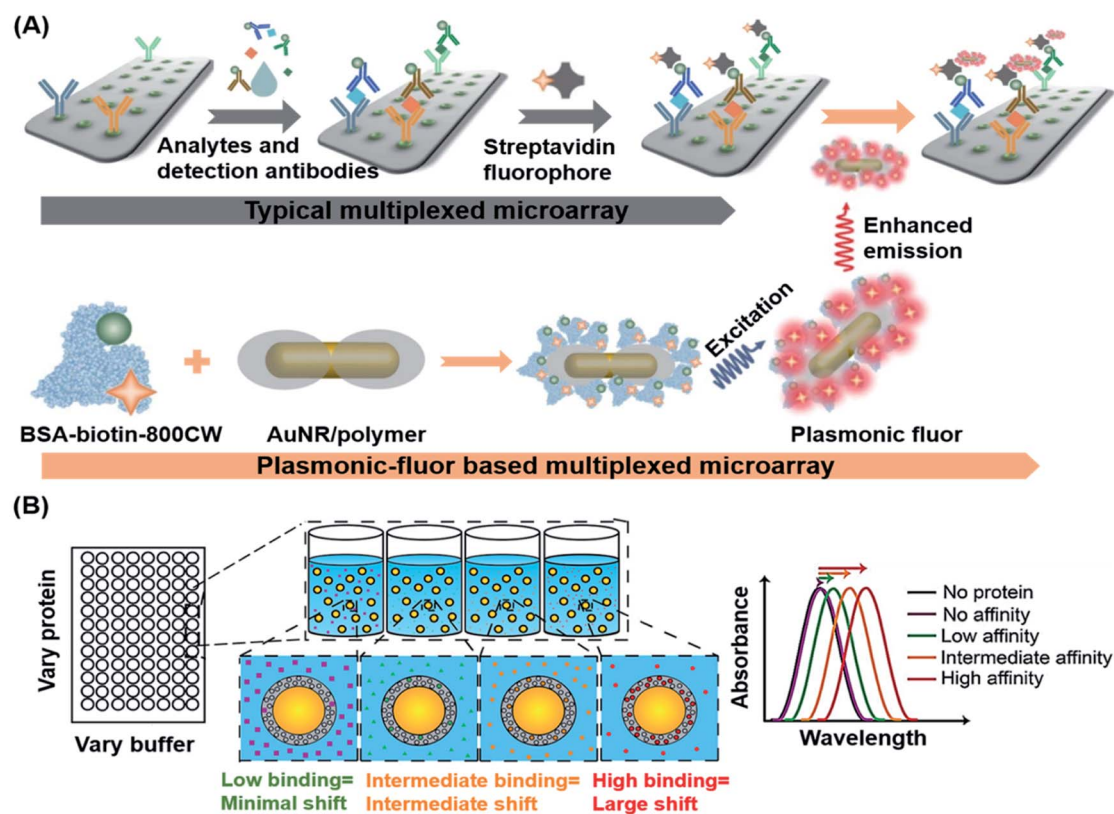 (A)
Analytes and
detection antibodies
Streptavidin
fluorophore
Typical multiplexed microarray
Enhanced
emission
Excitation
BSA-biotin-800CW
AuNR/polymer
Plasmonic fluor
Plasmonic-fluor based multiplexed microarray
(B)
Vary protein
Vary buffer
Low binding=
Minimal shift
Intermediate binding=
Intermediate shift
High binding=
Large shift
Absorbance
Wavelength
No protein
No affinity
Low affinity
Intermediate affinity
High affinity